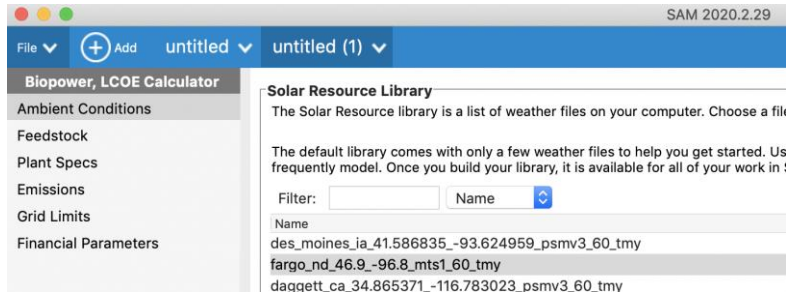 SAM 2020.2.29
File Add untitled untitled (1)
Biopower, LCOE Calculator
Ambient Conditions
Feedstock
Plant Specs
Emissions
Grid Limits
Financial Parameters
Solar Resource Library
The Solar Resource library is a list of weather files on your computer. Choose a file
The default library comes with only a few weather files to help you get started. Us
frequently model. Once you build your library, it is available for all of your work in
Filter: Name
Name
des_moines_ia_41.586835_-93.624959_psmv3_60_tmy
fargo_nd_46.9_-96.8_mts1_60_tmy
daggett_ca_34.865371_-116.783023_psmv3_60_tmy